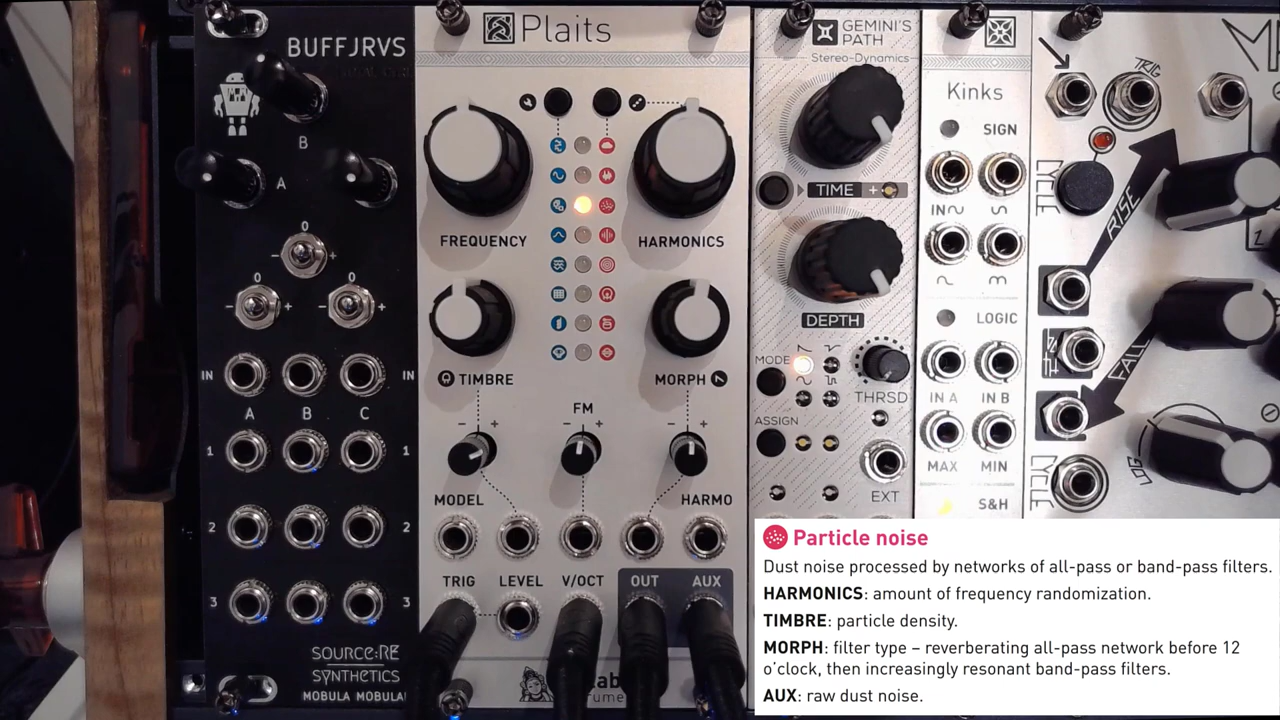 BUFFJRVS
B
A
0
- +
0 0
- + - +
IN IN
A B C
1 1
2 2
3 3
SOURCE:RE
SYNTHETICS
MOBULA MOBULAR
Plaits
FREQUENCY
HARMONICS
TIMBRE
MORPH
FM
- + - + - +
MODEL
HARMO
TRIG
LEVEL
V/OCT
OUT
AUX
GEMINI'S
PATH
Stereo-Dynamics
TIME +
DEPTH
MODE
THRSD
ASSIGN
EXT
Kinks
SIGN
IN
LOGIC
IN A IN B
MAX MIN
S&H
TRIG
CYCLE
RISE
FALL
CYCLE
LOG
Particle noise
Dust noise processed by networks of all-pass or band-pass filters.
HARMONICS: amount of frequency randomization.
TIMBRE: particle density.
MORPH: filter type – reverberating all-pass network before 12
o'clock, then increasingly resonant band-pass filters.
AUX: raw dust noise.